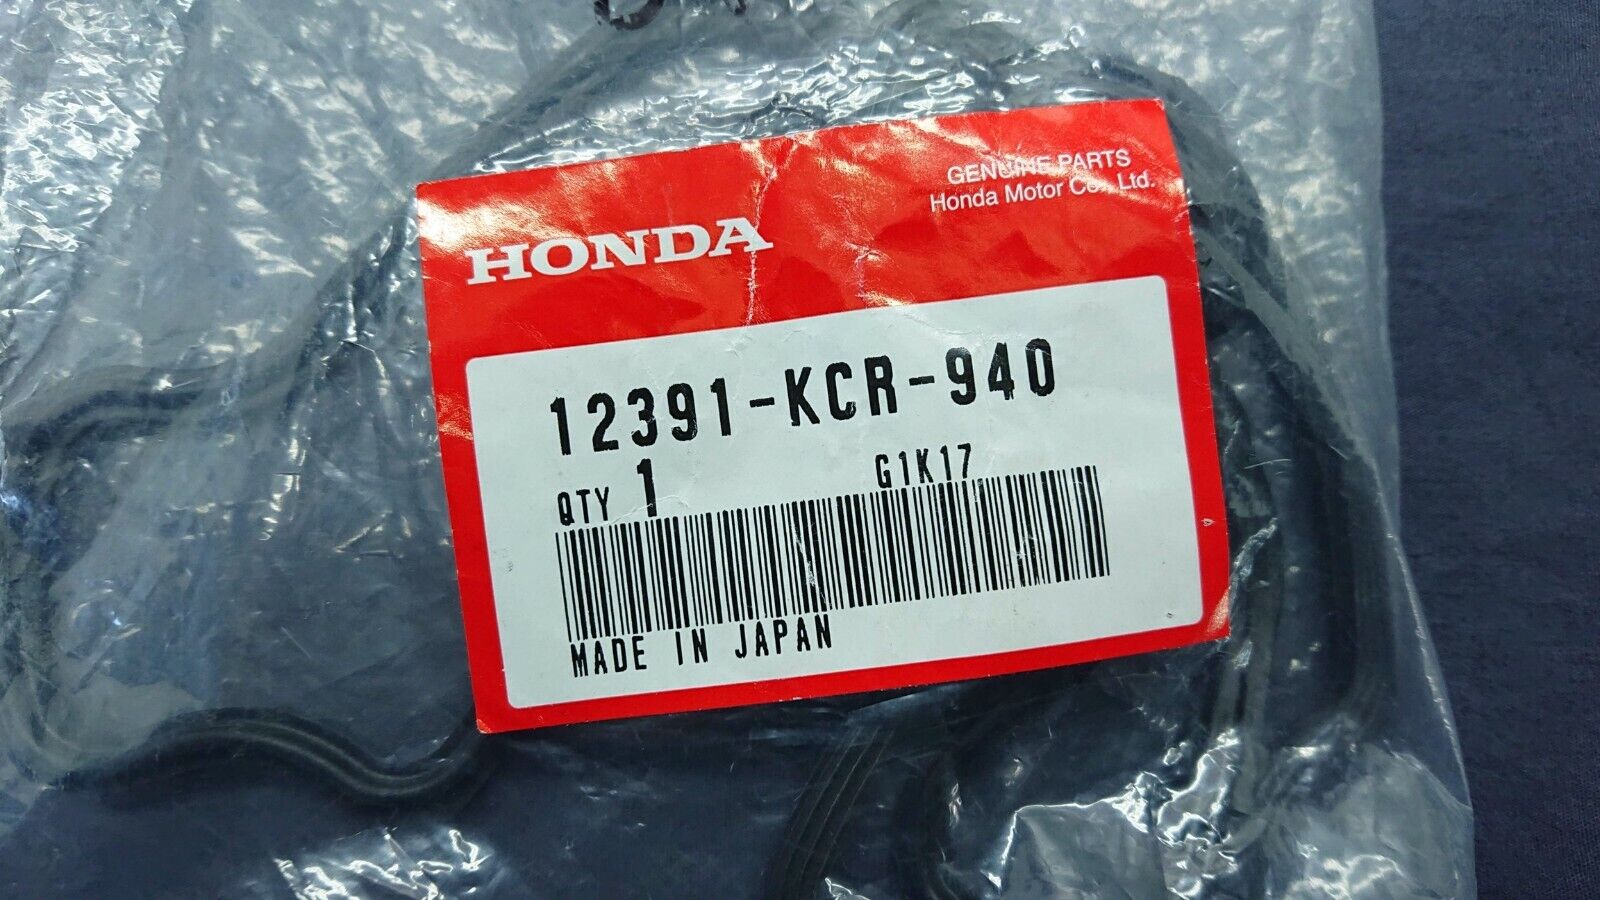 GENUINE PARTS
Honda Motor Co., Ltd.
HONDA
12391-KCR-940
QTY 1 G1K17
MADE IN JAPAN